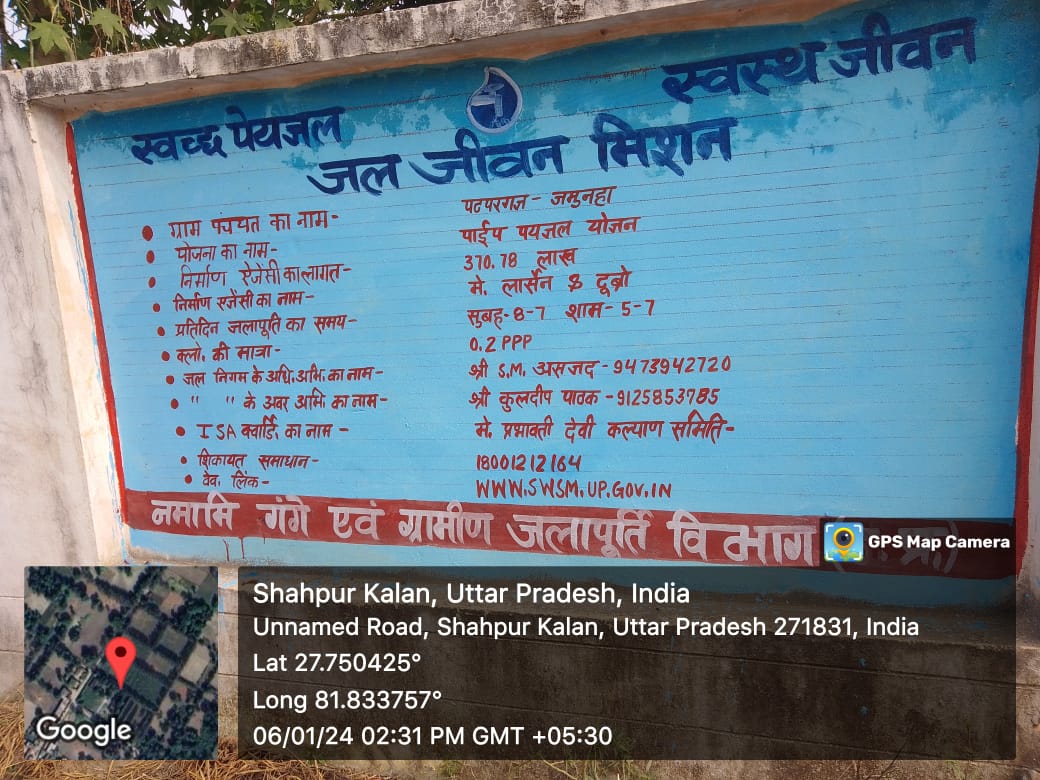 स्वच्छ पेयजल
स्वस्थ जीवन
जल जीवन मिशन
• ग्राम पंचयत का नाम- पटपरगंज - जमुनहा
• योजना का नाम- पाईप पयजल योजन
• निर्माण ऐजेंसी का लागत- 370.78 लाख
• निर्माण एजेंसी का नाम- मे. लार्सेन & टूब्रो
• प्रतिदिन जलापूर्ति का समय- सुबह-8-7 शाम-5-7
• क्लो. की मात्रा- 0.2 PPP
• जल निगम के अधि. अभि. का नाम- श्री S.M. असजद - 9473942720
• " " के अवर अभि. का नाम- श्री कुलदीप पाठक - 9125853785
• ISA क्वार्डि. का नाम - मे. प्रभावती देवी कल्याण समिति-
• शिकायत समाधान- 18001212164
• वेव. लिंक- WWW.SWSM.UP.GOV.IN
नमामि गंगे एवं ग्रामीण जलापूर्ति विभाग
GPS Map Camera
Shahpur Kalan, Uttar Pradesh, India
Unnamed Road, Shahpur Kalan, Uttar Pradesh 271831, India
Lat 27.750425°
Long 81.833757°
06/01/24 02:31 PM GMT +05:30
Google